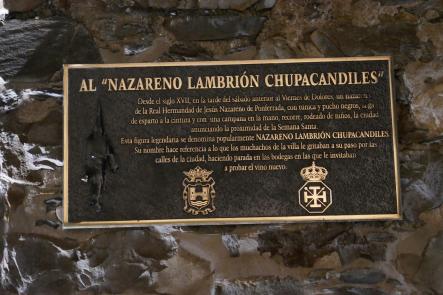 AL "NAZARENO LAMBRIÓN CHUPACANDILES"
Desde el siglo XVII, en la tarde del sábado anterior al Viernes de Dolores, un nazareno
de la Real Hermandad de Jesús Nazareno de Ponferrada, con túnica y pucho negros, soga
de esparto a la cintura y con una campana en la mano, recorre, rodeado de niños, la ciudad
anunciando la proximidad de la Semana Santa.
Esta figura legendaria se denomina popularmente NAZARENO LAMBRIÓN CHUPACANDILES
Su nombre hace referencia a lo que los muchachos de la villa le gritaban a su paso por las
calles de la ciudad, haciendo parada en las bodegas en las que le invitaban
a probar el vino nuevo.